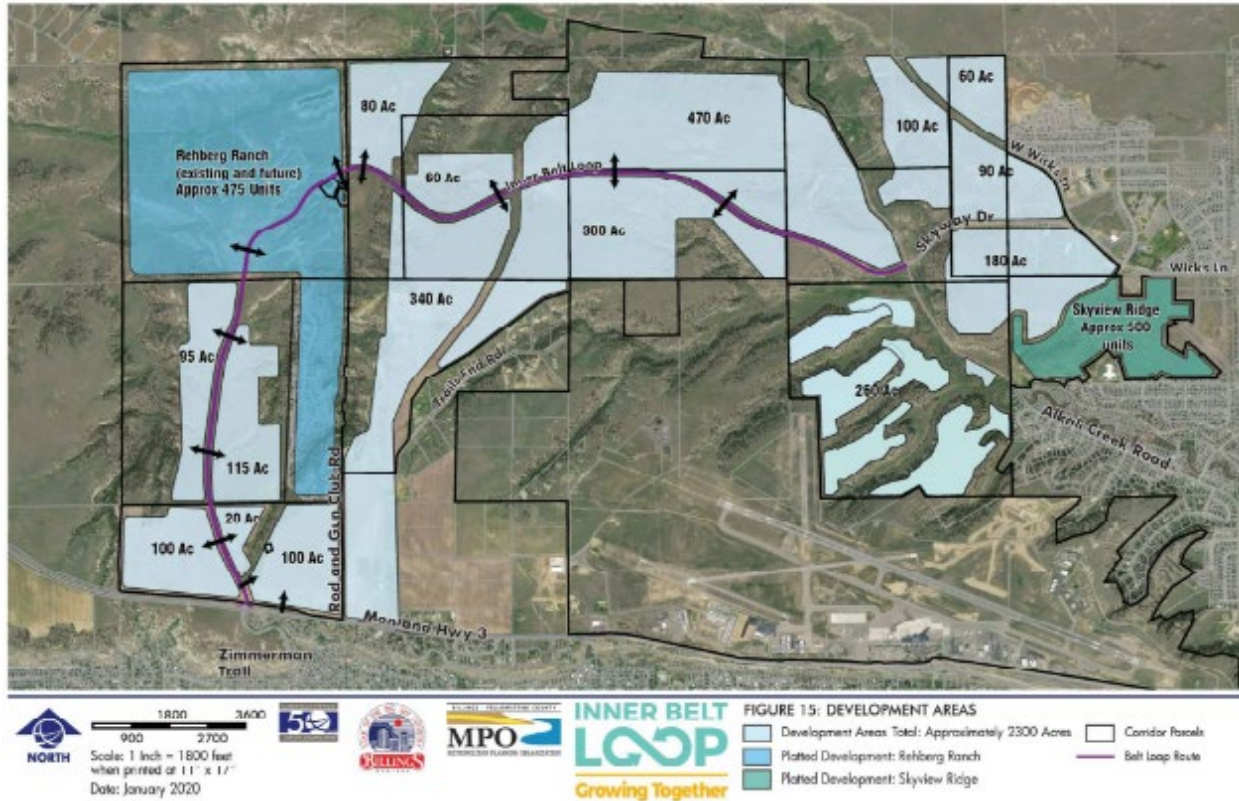 60 Ac
80 Ac
470 Ac
100 Ac
Rehberg Ranch
(existing and future)
Approx 475 Units
60 Ac
Inner Belt Loop
W Wicks Ln
90 Ac
300 Ac
Skyway Dr
180 Ac
Wicks Ln
340 Ac
Skyview Ridge
Approx 500
units
95 Ac
Trails End Rd
260 Ac
Alkali Creek Road
115 Ac
Rod and Gun Club Rd
20 Ac
100 Ac
100 Ac
Montana Hwy 3
Zimmerman
Trail
NORTH
1800 3600
900 2700
Scale: 1 Inch = 1800 feet
when printed at 11" x 17"
Date: January 2020
50
BILLINGS
MPO
INNER BELT
LOOP
Growing Together
FIGURE 15: DEVELOPMENT AREAS
Development Areas Total: Approximately 2300 Acres
Corridor Parcels
Platted Development: Rehberg Ranch
Belt Loop Route
Platted Development: Skyview Ridge